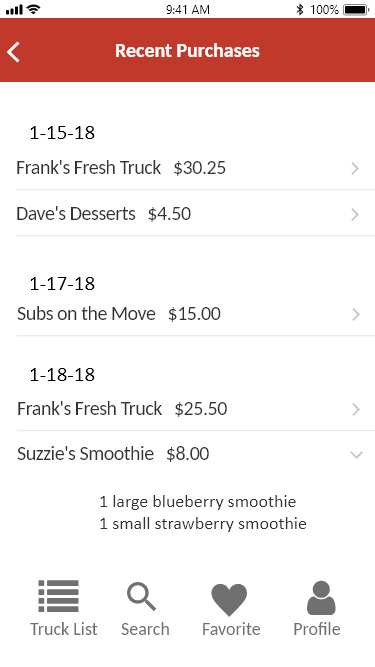 9:41 AM 100%
Recent Purchases
1-15-18
Frank's Fresh Truck $30.25
Dave's Desserts $4.50
1-17-18
Subs on the Move $15.00
1-18-18
Frank's Fresh Truck $25.50
Suzzie's Smoothie $8.00
1 large blueberry smoothie
1 small strawberry smoothie
Truck List Search Favorite Profile